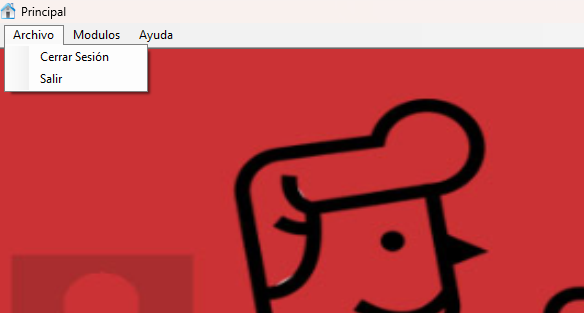 Principal
Archivo Modulos Ayuda
Cerrar Sesión
Salir